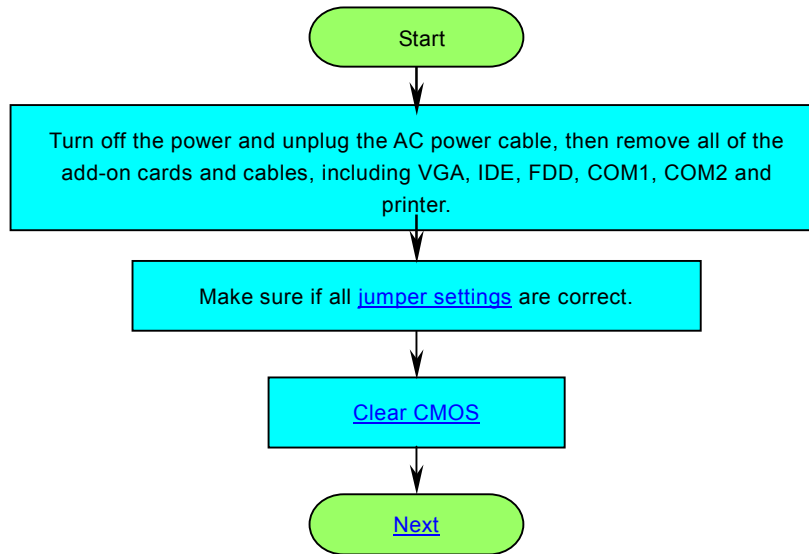 Start
Turn off the power and unplug the AC power cable, then remove all of the
add-on cards and cables, including VGA, IDE, FDD, COM1, COM2 and
printer.
Make sure if all jumper settings are correct.
Clear CMOS
Next